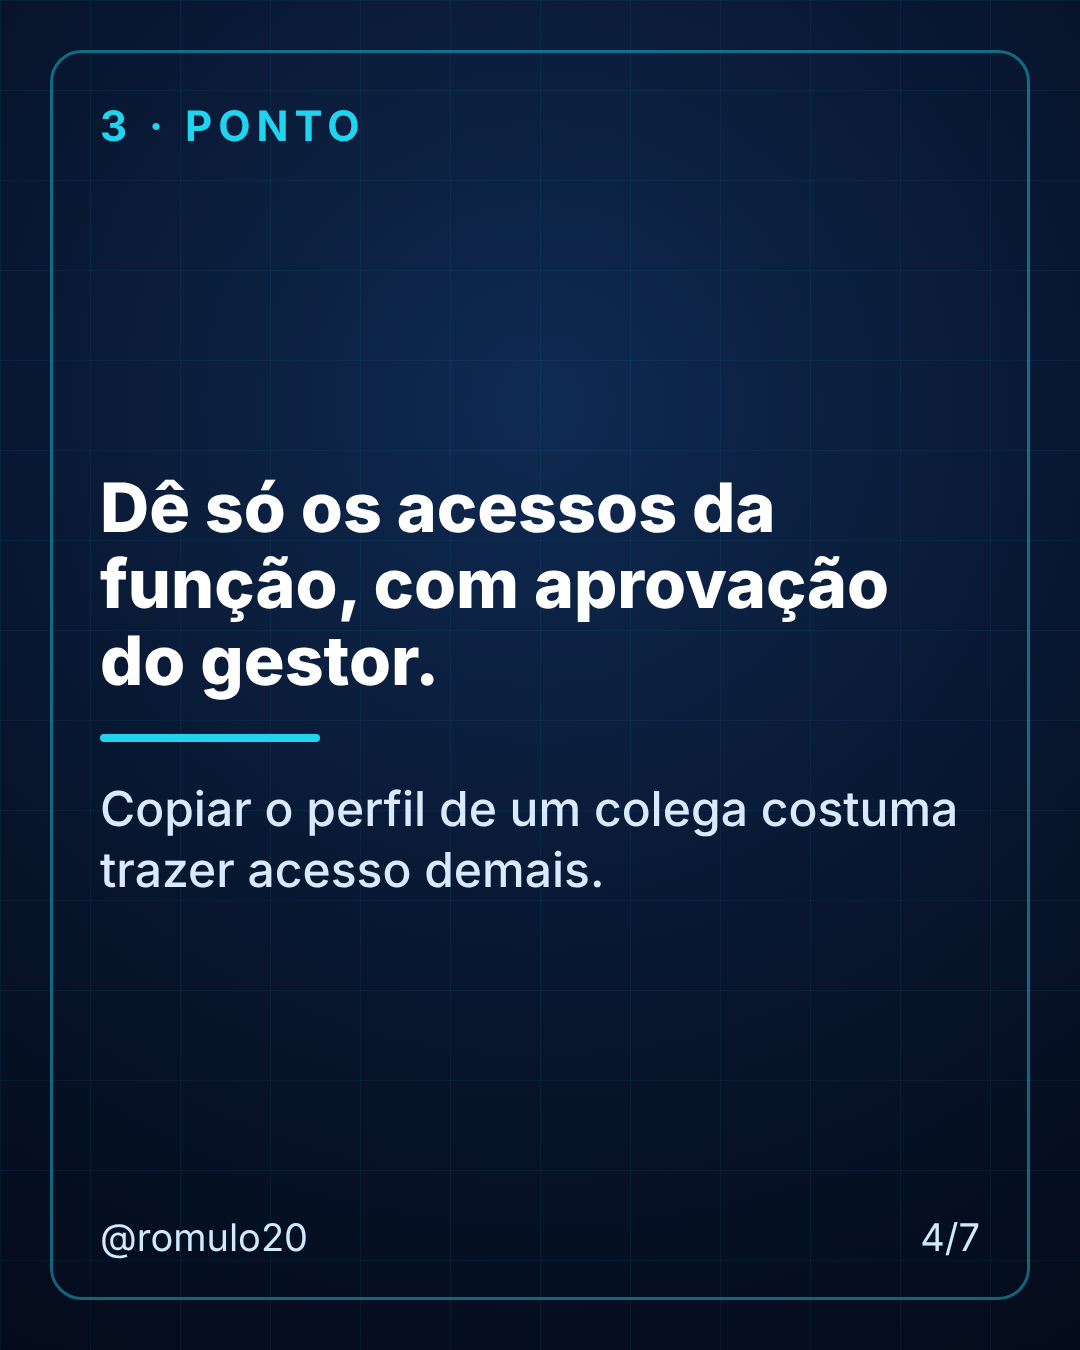 3 · PONTO
Dê só os acessos da
função, com aprovação
do gestor.
Copiar o perfil de um colega costuma
trazer acesso demais.
@romulo20
4/7